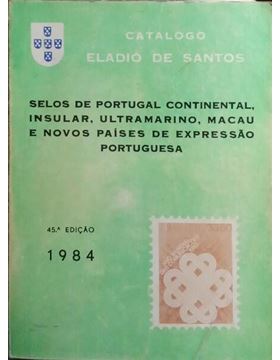 CATALOGO
ELADIO DE SANTOS
SELOS DE PORTUGAL CONTINENTAL,
INSULAR, ULTRAMARINO, MACAU
E NOVOS PAÍSES DE EXPRESSÃO
PORTUGUESA
45.ª EDIÇÃO
1984